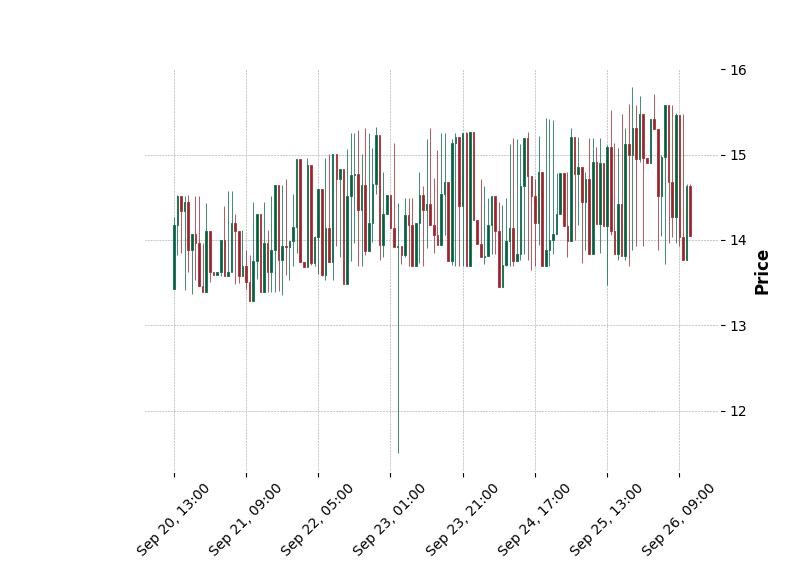 16
15
14
13
12
Price
Sep 20, 13:00
Sep 21, 09:00
Sep 22, 05:00
Sep 23, 01:00
Sep 23, 21:00
Sep 24, 17:00
Sep 25, 13:00
Sep 26, 09:00